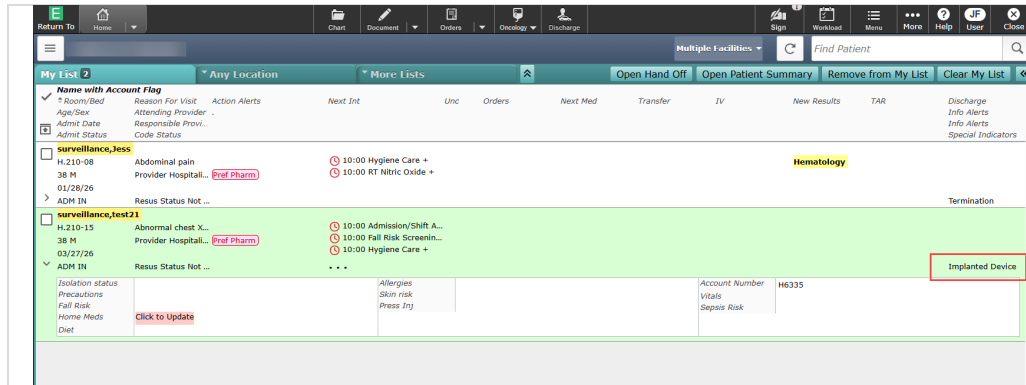 E
Return To Home Chart Document Orders Oncology Discharge Sign Workload Menu More Help User Close
? JF
Multiple Facilities Find Patient
My List 2 Any Location More Lists Open Hand Off Open Patient Summary Remove from My List Clear My List
Name with Account Flag
Room/Bed Reason For Visit Action Alerts Next Int Unc Orders Next Med Transfer IV New Results TAR Discharge
Age/Sex Attending Provider . Info Alerts
Admit Date Responsible Provi... Info Alerts
Admit Status Code Status Special Indicators
surveillance,Jess
H.210-08 Abdominal pain 10:00 Hygiene Care + Hematology
38 M Provider Hospitali... Pref Pharm 10:00 RT Nitric Oxide +
01/28/26
ADM IN Resus Status Not ... Termination
surveillance,test21
H.210-15 Abnormal chest X... 10:00 Admission/Shift A...
38 M Provider Hospitali... Pref Pharm 10:00 Fall Risk Screenin...
03/27/26 10:00 Hygiene Care +
ADM IN Resus Status Not ... ... Implanted Device
Isolation status Allergies Account Number H6335
Precautions Skin risk Vitals
Fall Risk Press Inj Sepsis Risk
Home Meds Click to Update
Diet